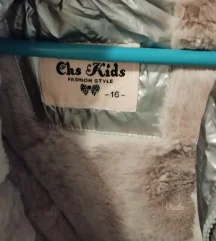 Chs Kids
FASHION STYLE
-16-